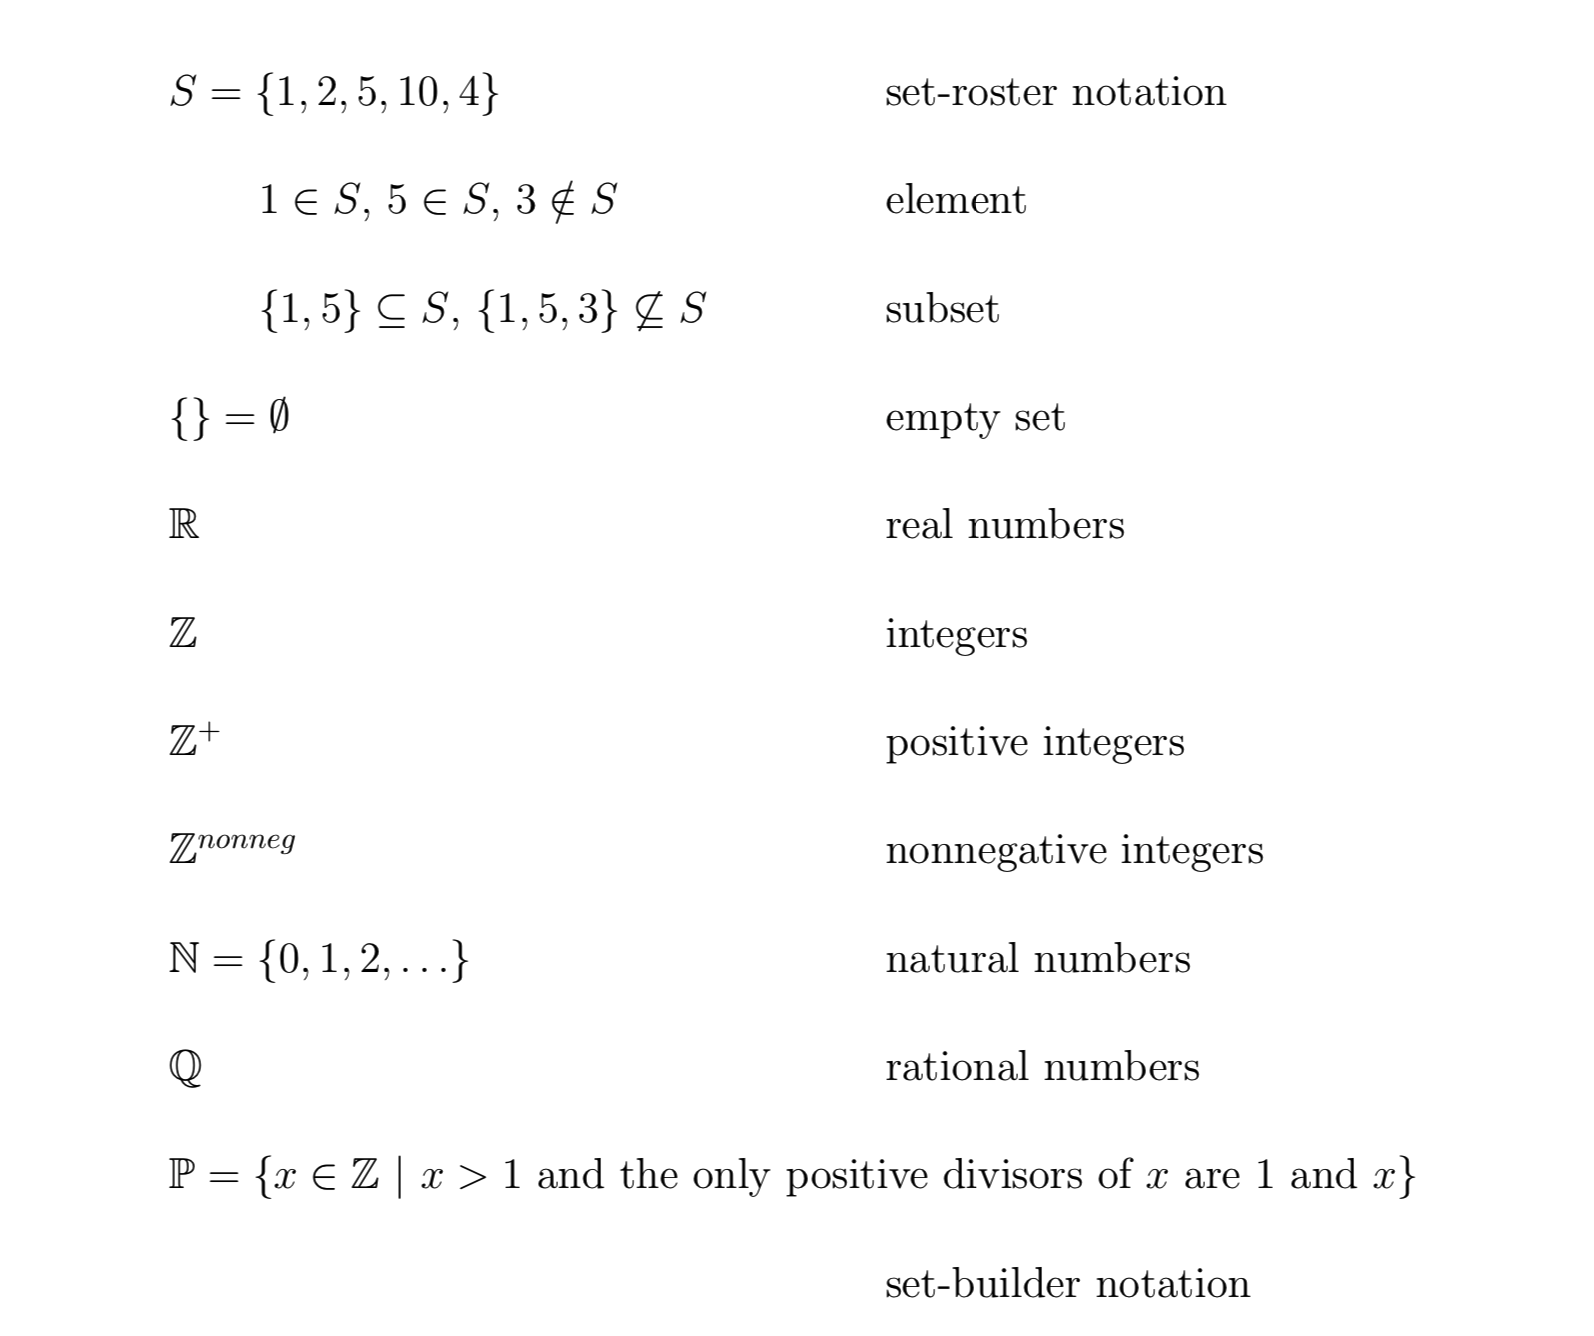 S = {1, 2, 5, 10, 4} set-roster notation
1 ∈ S, 5 ∈ S, 3 ∉ S element
{1, 5} ⊆ S, {1, 5, 3} ⊈ S subset
{} = ∅ empty set
ℝ real numbers
ℤ integers
ℤ⁺ positive integers
ℤ^{nonneg} nonnegative integers
ℕ = {0, 1, 2, . . .} natural numbers
ℚ rational numbers
ℙ = {x ∈ ℤ | x > 1 and the only positive divisors of x are 1 and x}
set-builder notation